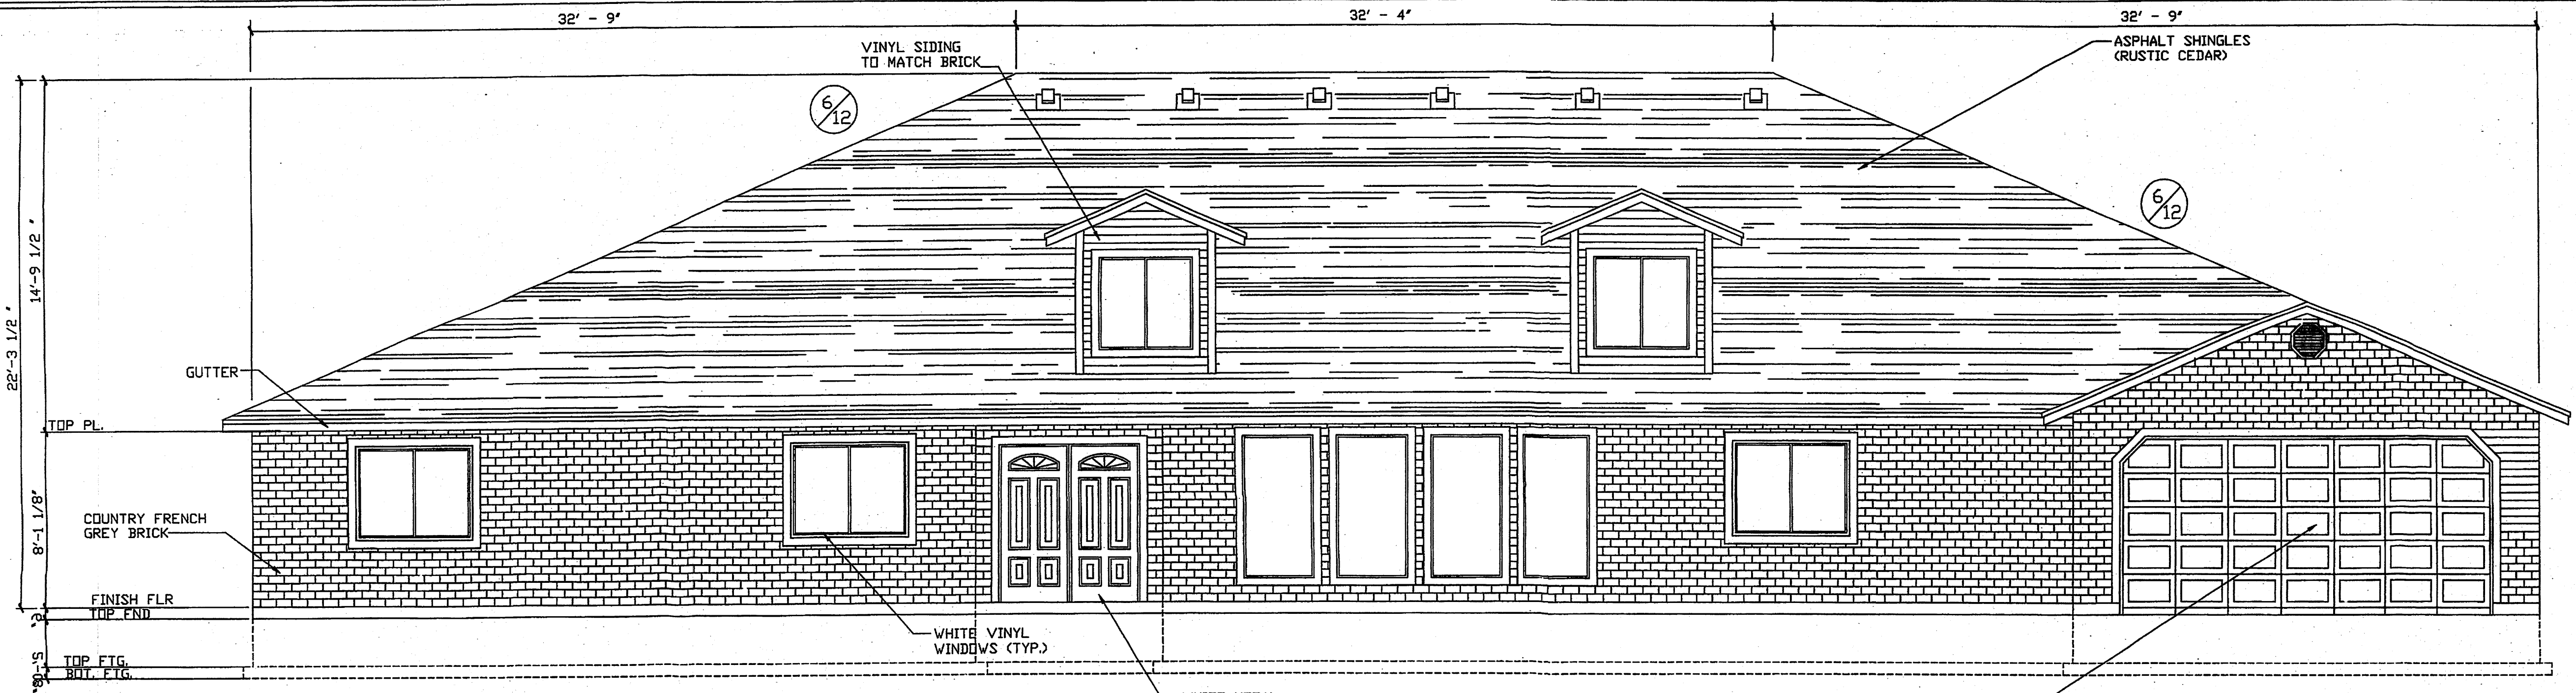 32' - 9"
32' - 4"
32' - 9"
VINYL SIDING
TO MATCH BRICK
ASPHALT SHINGLES
(RUSTIC CEDAR)
6/12
6/12
14'-9 1/2 "
22'-3 1/2 "
GUTTER
TOP PL.
8'-1 1/8"
COUNTRY FRENCH
GREY BRICK
FINISH FLR
TOP FND
WHITE VINYL
WINDOWS (TYP.)
TOP FTG.
BOT. FTG.